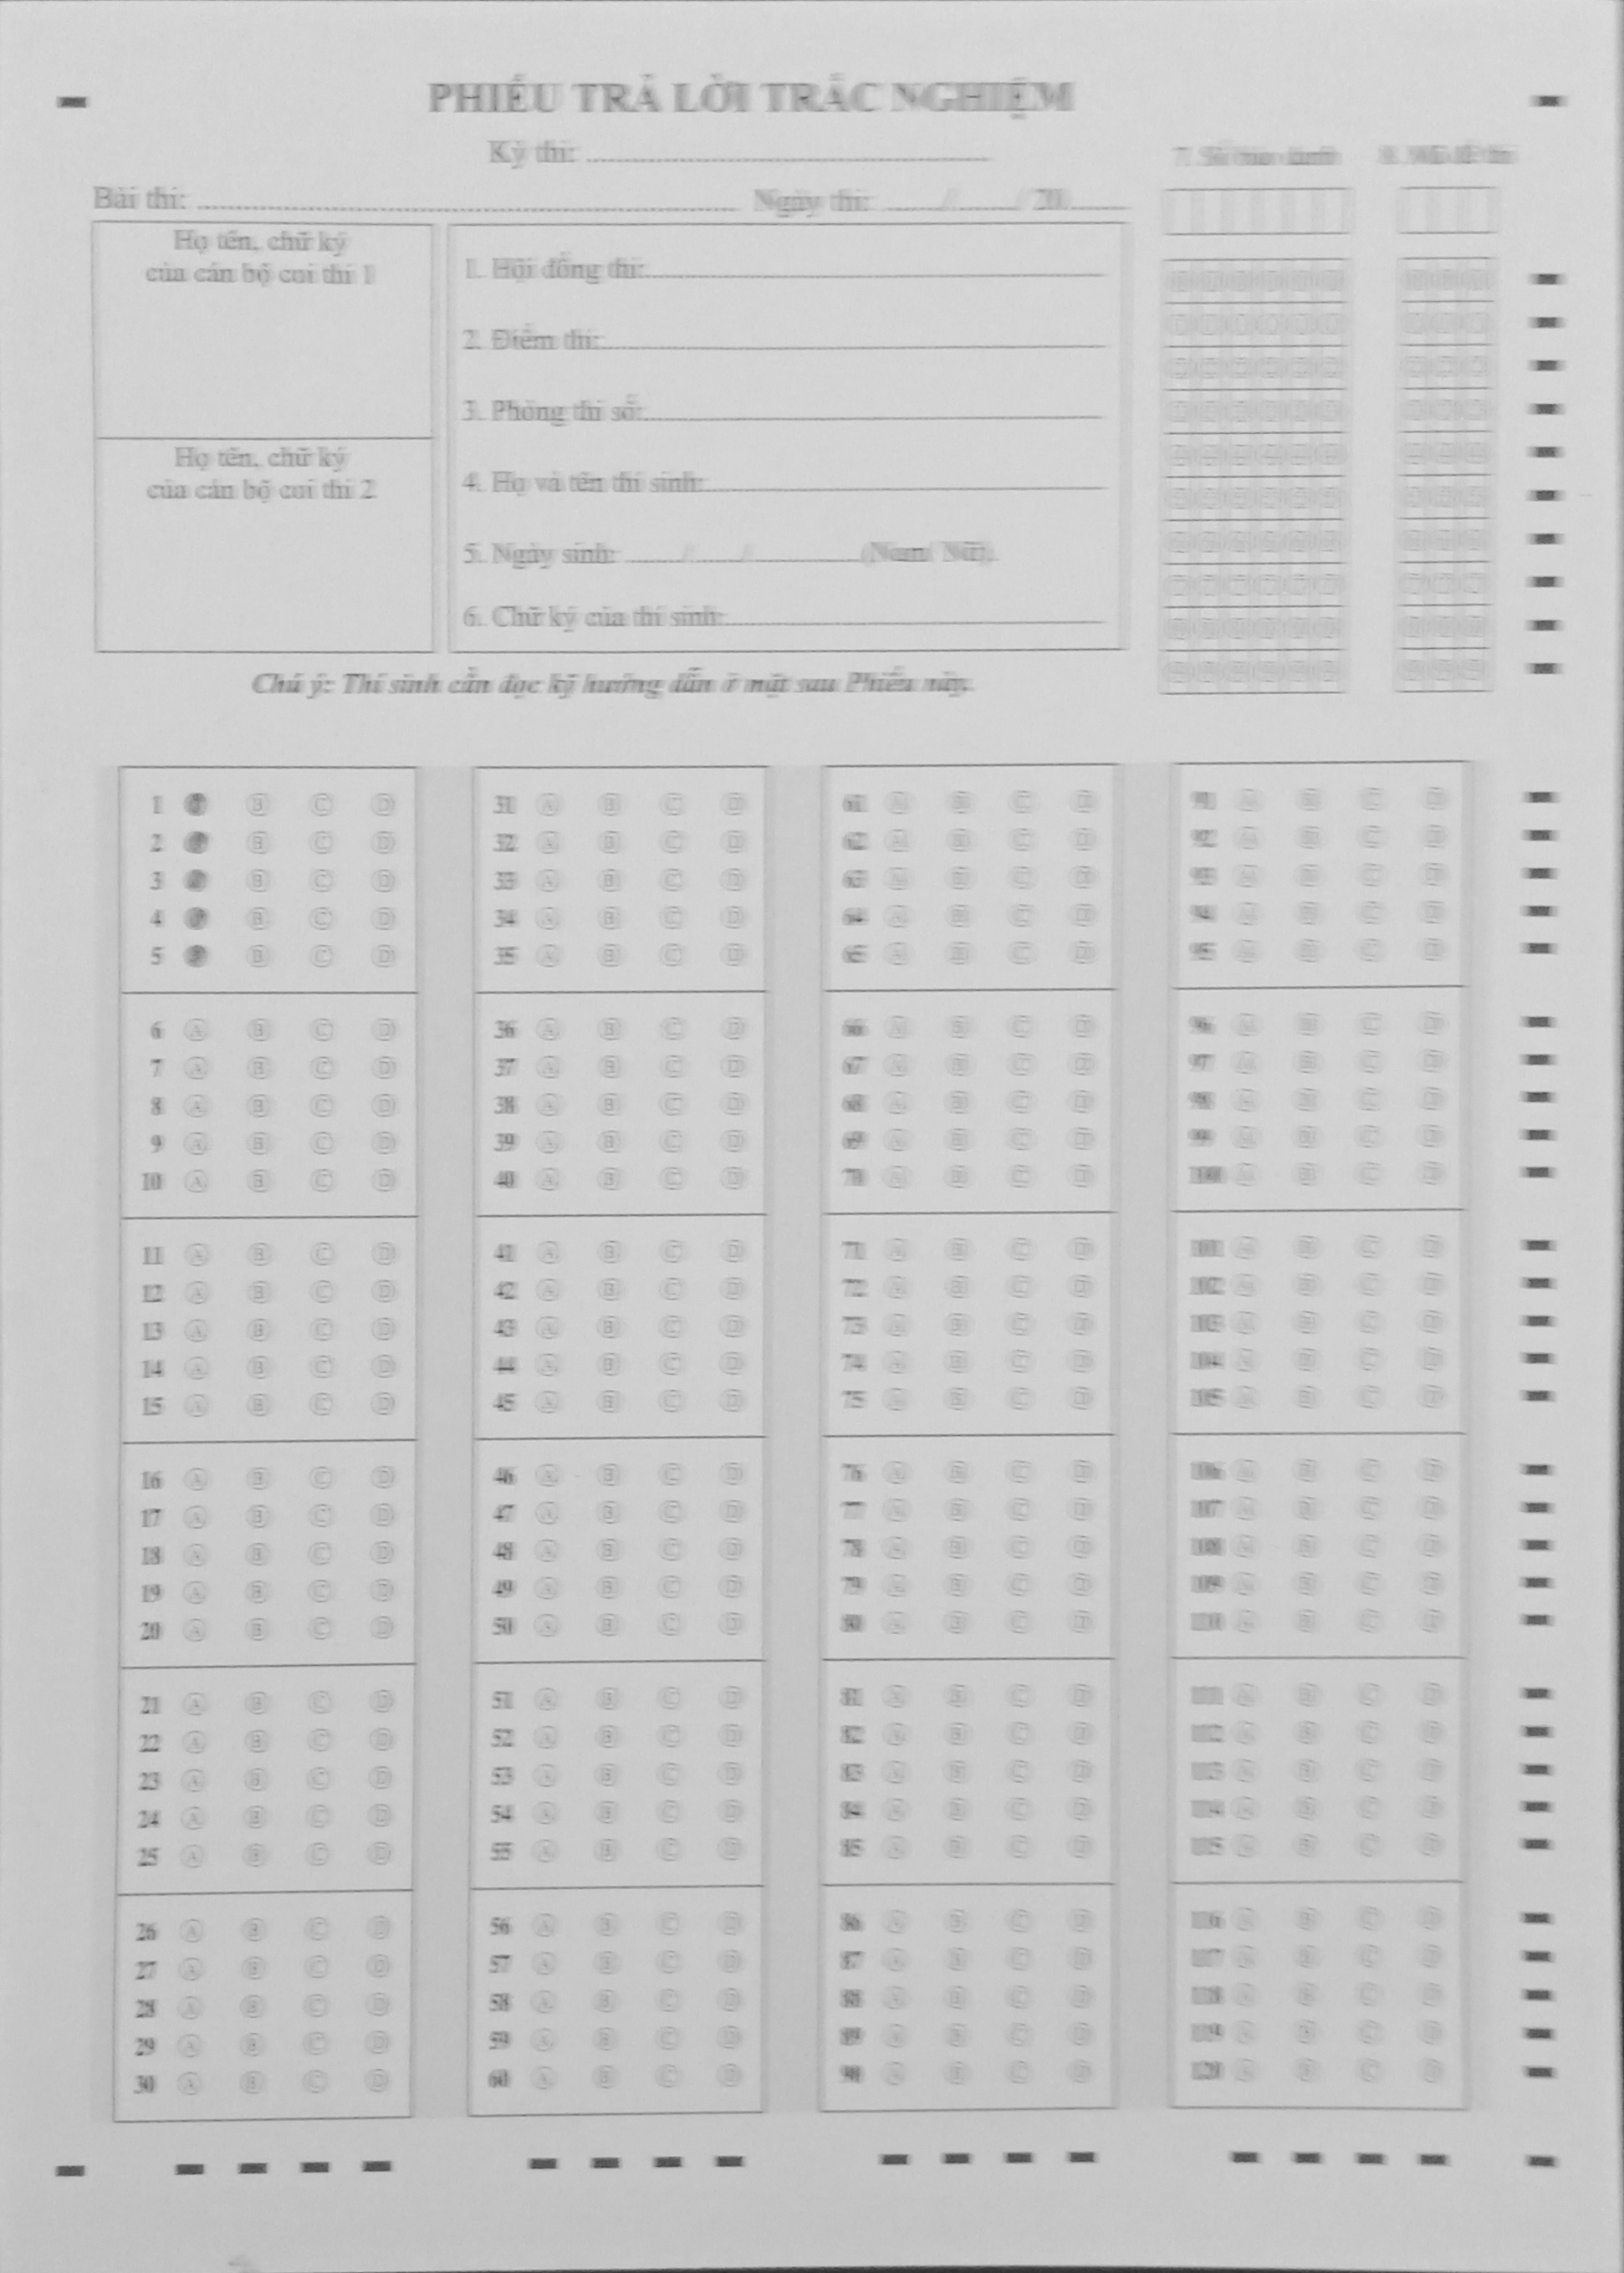 PHIẾU TRẢ LỜI TRẮC NGHIỆM
Kỳ thi:
7. Số báo danh
8. Mã đề thi
Bài thi:
Ngày thi: ....../....../ 20
Họ tên, chữ ký
của cán bộ coi thi 1
Họ tên, chữ ký
của cán bộ coi thi 2
1. Hội đồng thi:
2. Điểm thi:
3. Phòng thi số:
4. Họ và tên thí sinh:
5. Ngày sinh: ....../....../............(Nam/ Nữ).
6. Chữ ký của thí sinh:
Chú ý: Thí sinh cần đọc kỹ hướng dẫn ở mặt sau Phiếu này.
1 B C D
2 B C D
3 B C D
4 B C D
5 B C D
6 A B C D
7 A B C D
8 A B C D
9 A B C D
10 A B C D
11 A B C D
12 A B C D
13 A B C D
14 A B C D
15 A B C D
16 A B C D
17 A B C D
18 A B C D
19 A B C D
20 A B C D
21 A B C D
22 A B C D
23 A B C D
24 A B C D
25 A B C D
26 A B C D
27 A B C D
28 A B C D
29 A B C D
30 A B C D
31 A B C D
32 A B C D
33 A B C D
34 A B C D
35 A B C D
36 A B C D
37 A B C D
38 A B C D
39 A B C D
40 A B C D
41 A B C D
42 A B C D
43 A B C D
44 A B C D
45 A B C D
46 A B C D
47 A B C D
48 A B C D
49 A B C D
50 A B C D
51 A B C D
52 A B C D
53 A B C D
54 A B C D
55 A B C D
56 A B C D
57 A B C D
58 A B C D
59 A B C D
60 A B C D
61 A B C D
62 A B C D
63 A B C D
64 A B C D
65 A B C D
66 A B C D
67 A B C D
68 A B C D
69 A B C D
70 A B C D
71 A B C D
72 A B C D
73 A B C D
74 A B C D
75 A B C D
76 A B C D
77 A B C D
78 A B C D
79 A B C D
80 A B C D
81 A B C D
82 A B C D
83 A B C D
84 A B C D
85 A B C D
86 A B C D
87 A B C D
88 A B C D
89 A B C D
90 A B C D
91 A B C D
92 A B C D
93 A B C D
94 A B C D
95 A B C D
96 A B C D
97 A B C D
98 A B C D
99 A B C D
100 A B C D
101 A B C D
102 A B C D
103 A B C D
104 A B C D
105 A B C D
106 A B C D
107 A B C D
108 A B C D
109 A B C D
110 A B C D
111 A B C D
112 A B C D
113 A B C D
114 A B C D
115 A B C D
116 A B C D
117 A B C D
118 A B C D
119 A B C D
120 A B C D